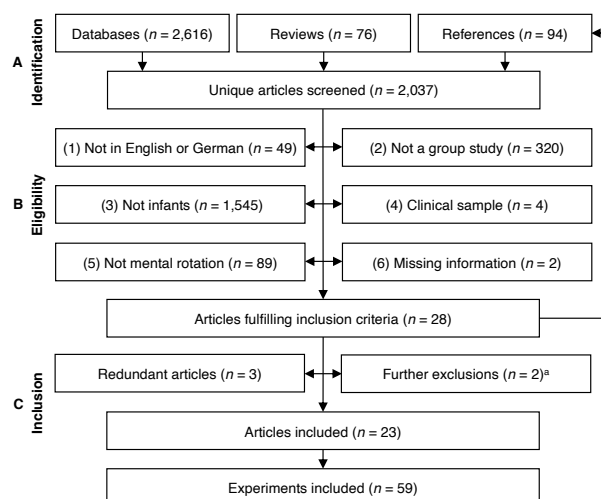 Databases (n = 2,616)
Reviews (n = 76)
References (n = 94)
A
Identification
Unique articles screened (n = 2,037)
(1) Not in English or German (n = 49)
(2) Not a group study (n = 320)
B
Eligibility
(3) Not infants (n = 1,545)
(4) Clinical sample (n = 4)
(5) Not mental rotation (n = 89)
(6) Missing information (n = 2)
Articles fulfilling inclusion criteria (n = 28)
Redundant articles (n = 3)
Further exclusions (n = 2)ᵃ
C
Inclusion
Articles included (n = 23)
Experiments included (n = 59)